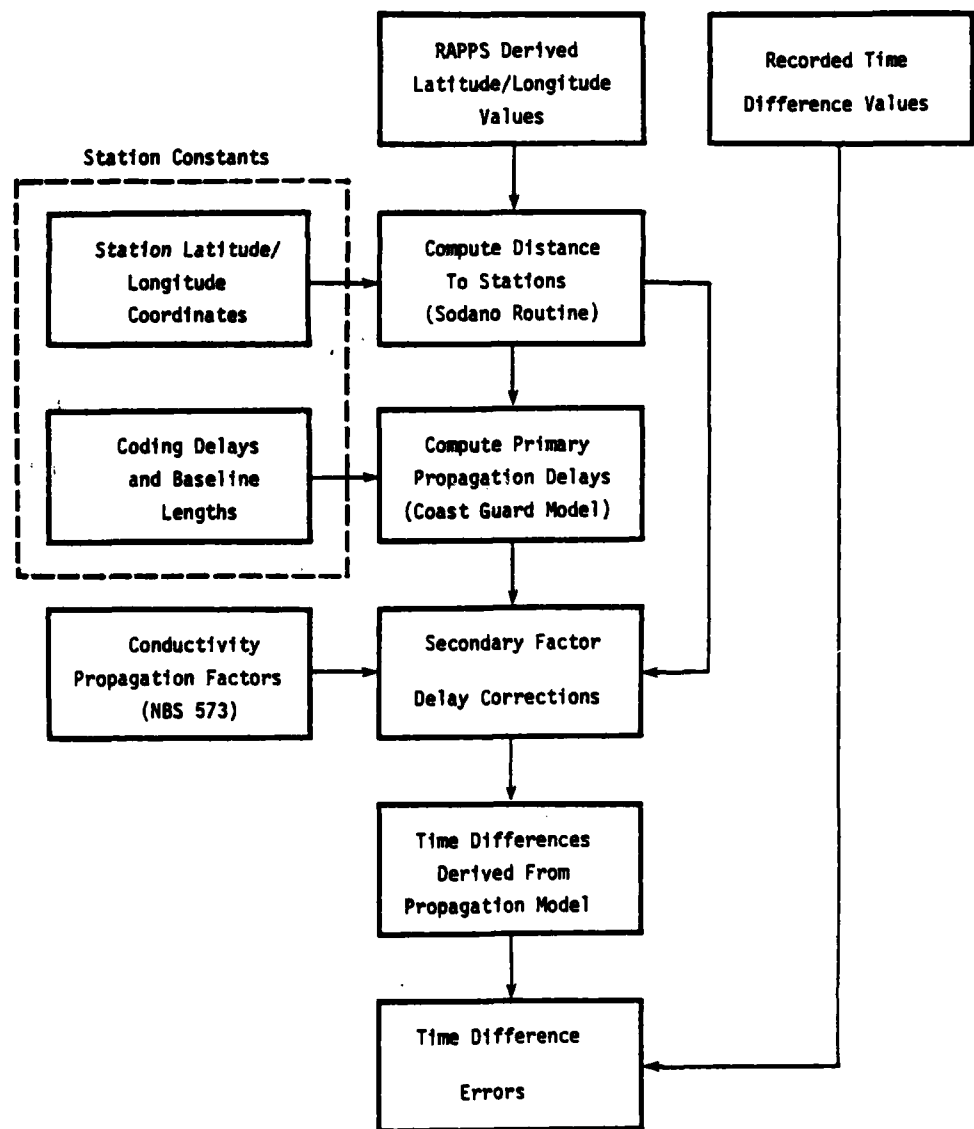 RAPPS Derived
Latitude/Longitude
Values
Recorded Time
Difference Values
Station Constants
Station Latitude/
Longitude
Coordinates
Compute Distance
To Stations
(Sodano Routine)
Coding Delays
and Baseline
Lengths
Compute Primary
Propagation Delays
(Coast Guard Model)
Conductivity
Propagation Factors
(NBS 573)
Secondary Factor
Delay Corrections
Time Differences
Derived From
Propagation Model
Time Difference
Errors